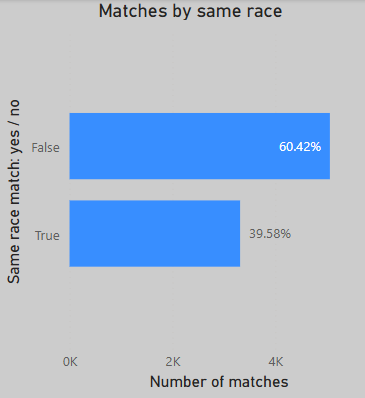 Matches by same race
Same race match: yes / no
False
60.42%
True
39.58%
0K
2K
4K
Number of matches